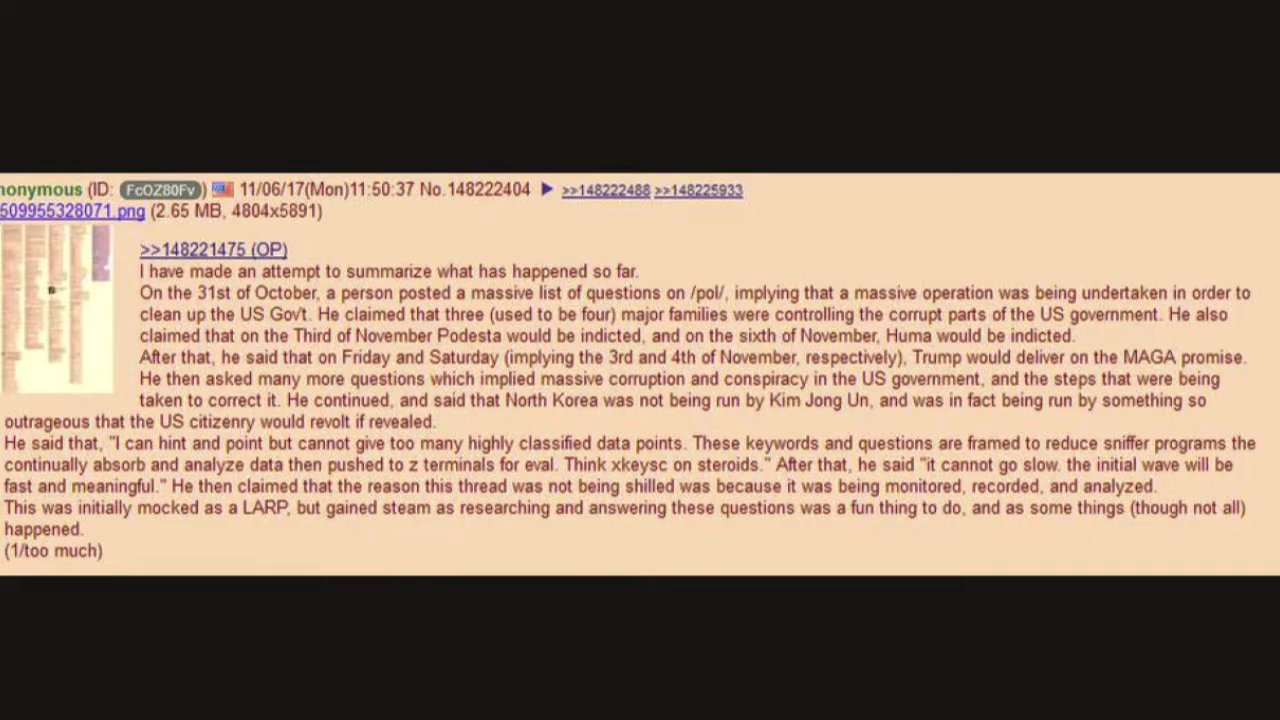 nonymous (ID: FcOZ80Fv) 11/06/17(Mon)11:50:37 No.148222404 ▶ >>148222488 >>148225933
509955328071.png (2.65 MB, 4804x5891)
>>148221475 (OP)
I have made an attempt to summarize what has happened so far.
On the 31st of October, a person posted a massive list of questions on /pol/, implying that a massive operation was being undertaken in order to
clean up the US Gov't. He claimed that three (used to be four) major families were controlling the corrupt parts of the US government. He also
claimed that on the Third of November Podesta would be indicted, and on the sixth of November, Huma would be indicted.
After that, he said that on Friday and Saturday (implying the 3rd and 4th of November, respectively), Trump would deliver on the MAGA promise.
He then asked many more questions which implied massive corruption and conspiracy in the US government, and the steps that were being
taken to correct it. He continued, and said that North Korea was not being run by Kim Jong Un, and was in fact being run by something so
outrageous that the US citizenry would revolt if revealed.
He said that, "I can hint and point but cannot give too many highly classified data points. These keywords and questions are framed to reduce sniffer programs the
continually absorb and analyze data then pushed to z terminals for eval. Think xkeysc on steroids." After that, he said "it cannot go slow. the initial wave will be
fast and meaningful." He then claimed that the reason this thread was not being shilled was because it was being monitored, recorded, and analyzed.
This was initially mocked as a LARP, but gained steam as researching and answering these questions was a fun thing to do, and as some things (though not all)
happened.
(1/too much)